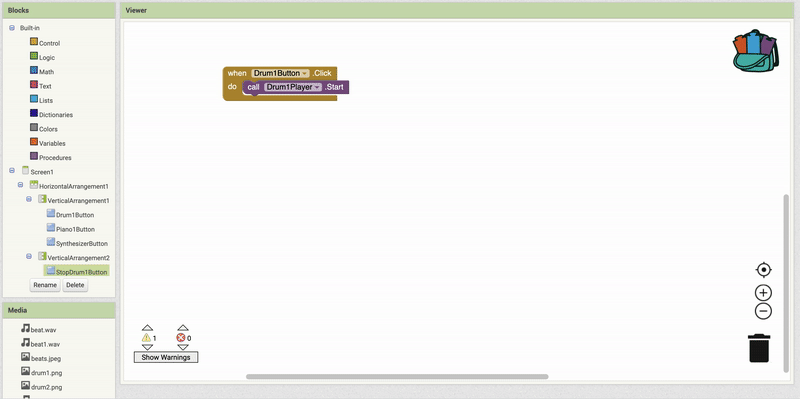 Blocks
Built-in
Control
Logic
Math
Text
Lists
Dictionaries
Colors
Variables
Procedures
Screen1
HorizontalArrangement1
VerticalArrangement1
Drum1Button
Piano1Button
SynthesizerButton
VerticalArrangement2
StopDrum1Button
Rename Delete
Media
beat.wav
beat1.wav
beats.jpeg
drum1.png
drum2.png
Viewer
when Drum1Button .Click
do call Drum1Player .Start
1 0
Show Warnings